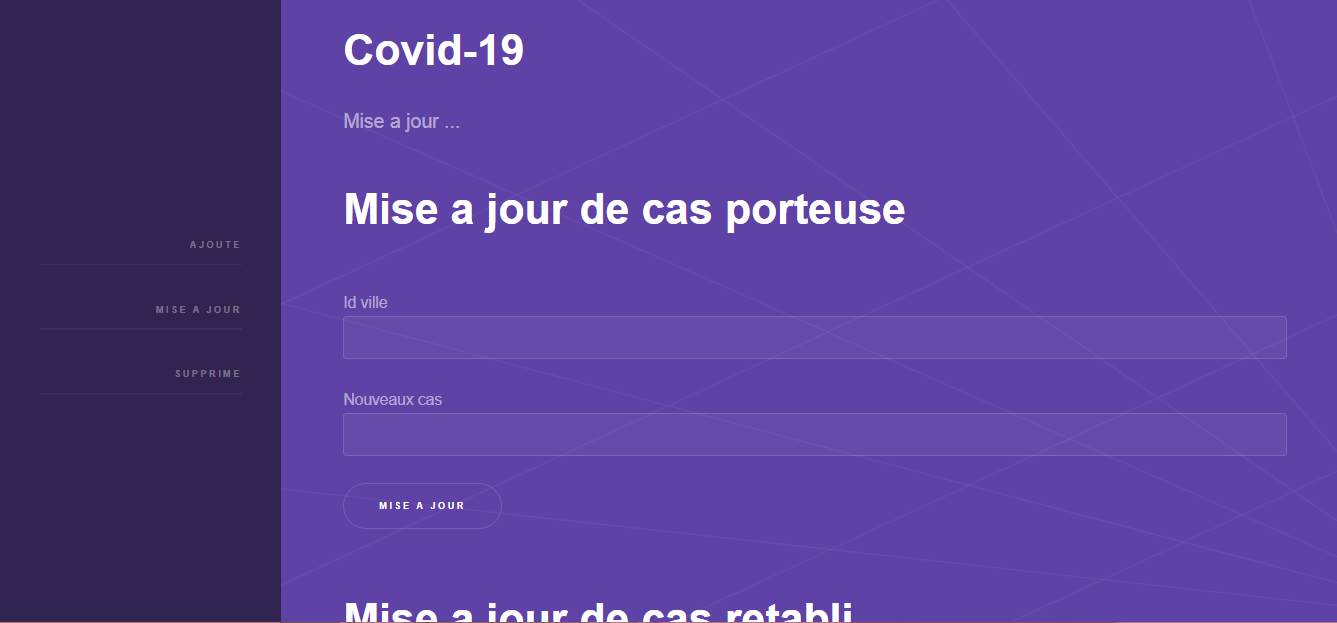 AJOUTE
MISE A JOUR
SUPPRIME
Covid-19
Mise a jour ...
Mise a jour de cas porteuse
Id ville
Nouveaux cas
MISE A JOUR
Mise a jour de cas retabli